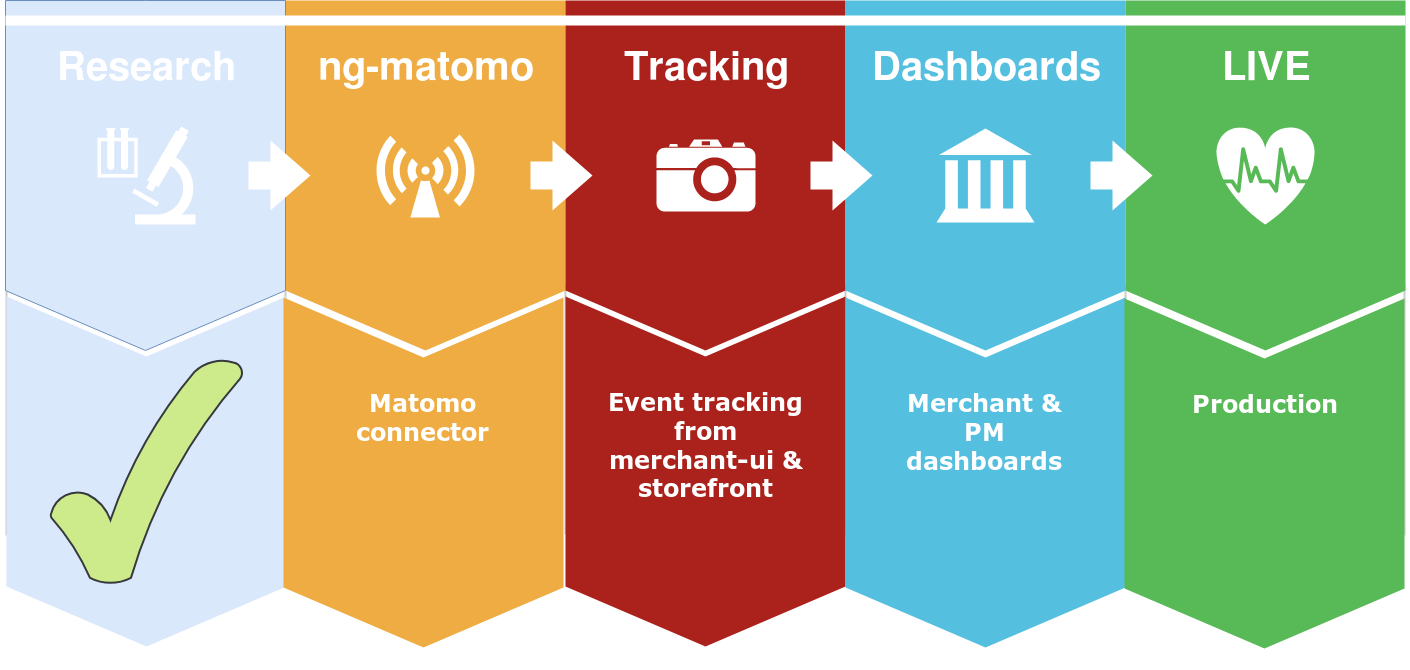 Research
ng-matomo
Tracking
Dashboards
LIVE
Matomo
connector
Event tracking
from
merchant-ui &
storefront
Merchant &
PM
dashboards
Production